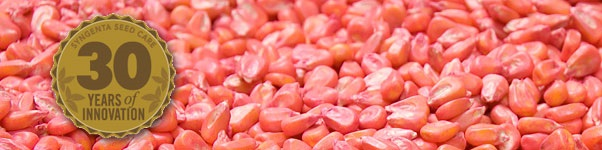 SYNGENTA SEED CARE
30
YEARS of
INNOVATION